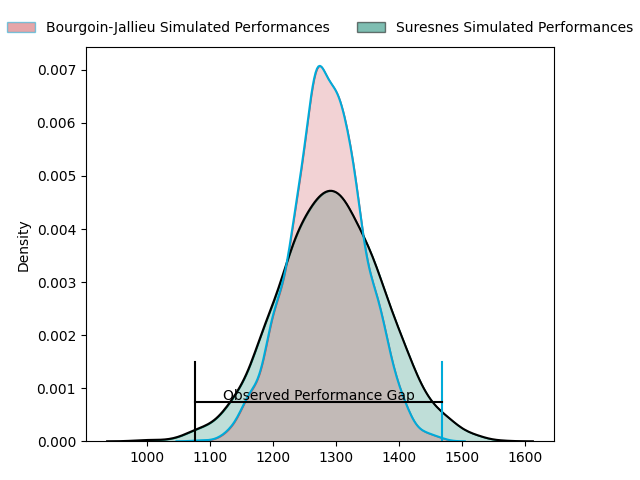 Bourgoin-Jallieu Simulated Performances Suresnes Simulated Performances
0.007
0.006
0.005
0.004
0.003
0.002
0.001
0.000
Density
Observed Performance Gap
1000 1100 1200 1300 1400 1500 1600